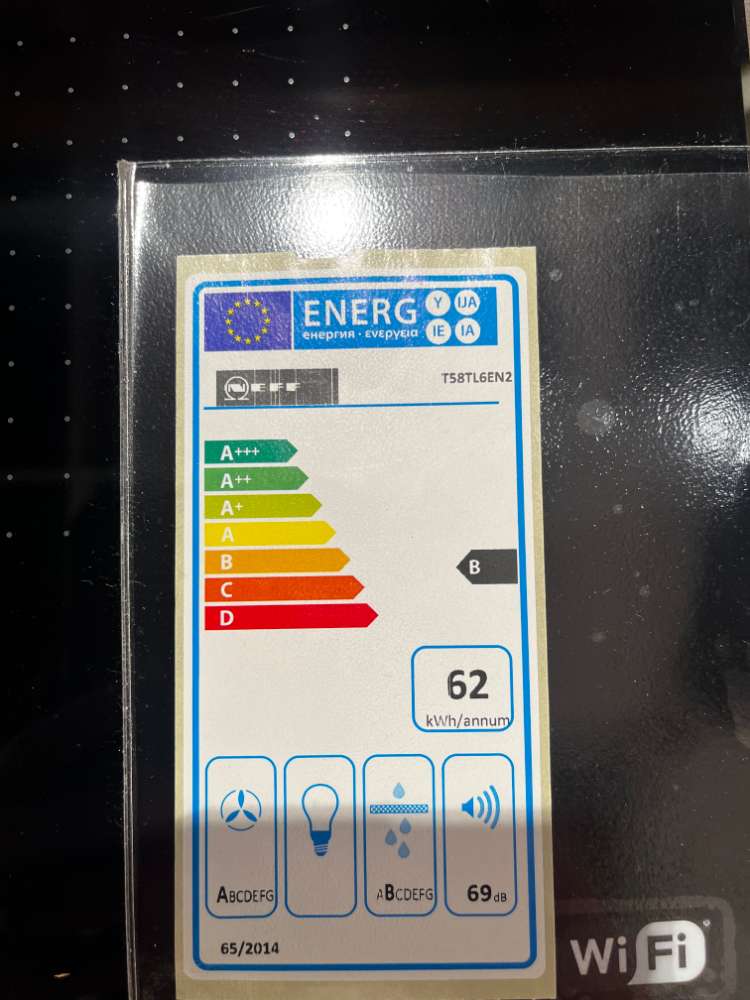 ENERG Y IJA
енергия · ενεργεια IE IA
NEFF T58TL6EN2
A+++
A++
A+
A
B B
C
D
62
kWh/annum
ABCDEFG ABCDEFG 69dB
65/2014
WiFi